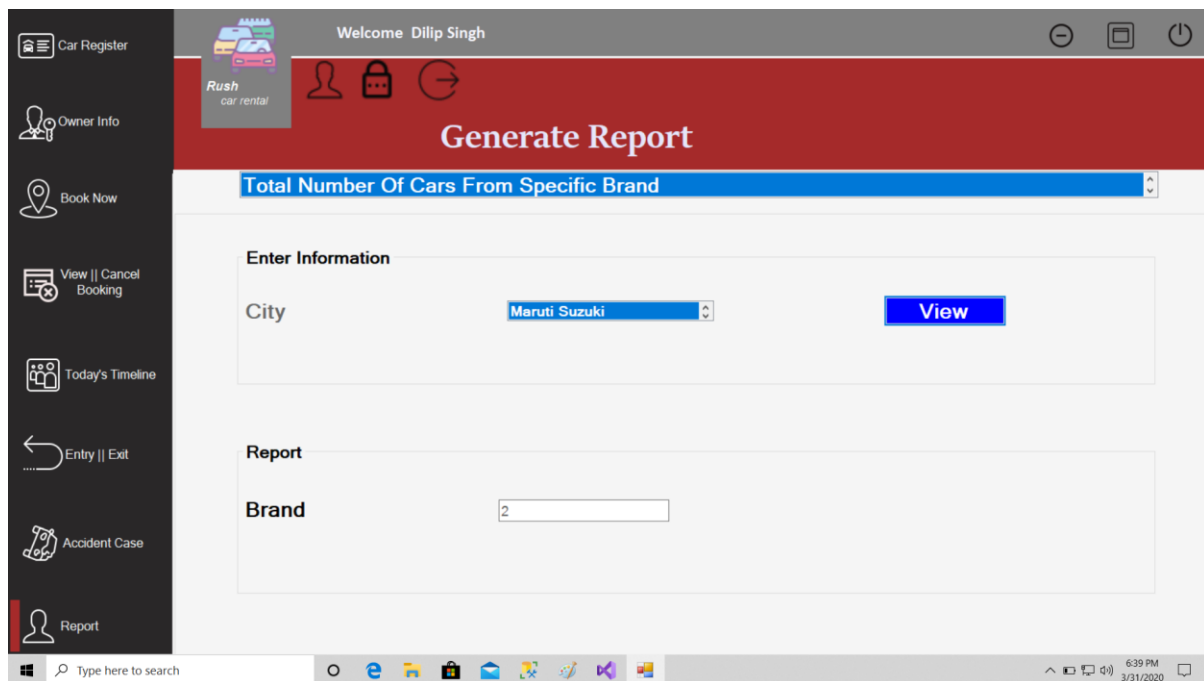 Car Register
Welcome Dilip Singh
Rush
car rental
Generate Report
Owner Info
Total Number Of Cars From Specific Brand
Book Now
Enter Information
View || Cancel
Booking
City
Maruti Suzuki
View
Today's Timeline
Entry || Exit
Report
Brand
2
Accident Case
Report
Type here to search
6:39 PM
3/31/2020